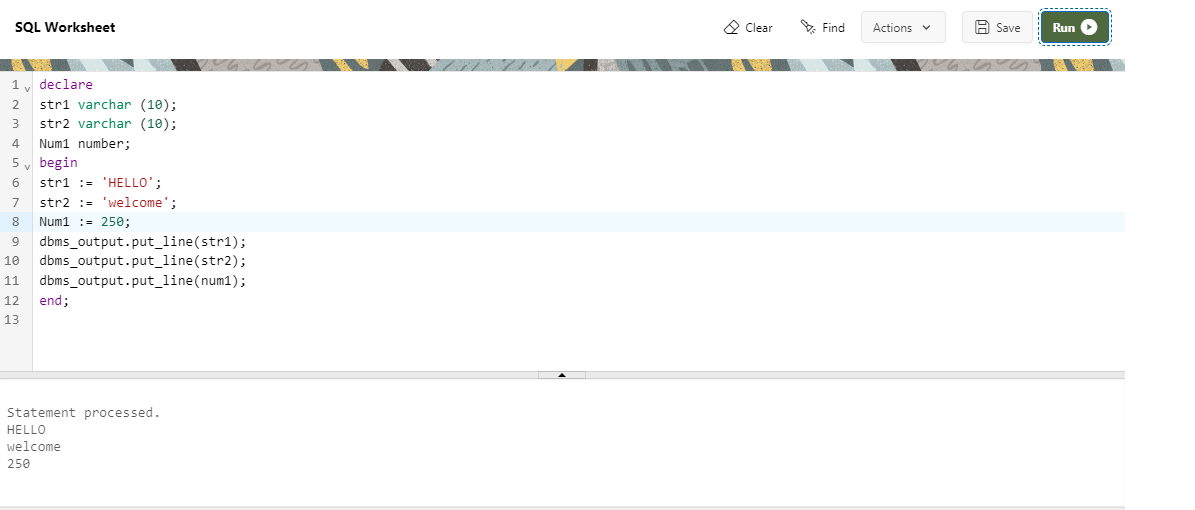 SQL Worksheet Clear Find Actions Save Run
1 declare
2 str1 varchar (10);
3 str2 varchar (10);
4 Num1 number;
5 begin
6 str1 := 'HELLO';
7 str2 := 'welcome';
8 Num1 := 250;
9 dbms_output.put_line(str1);
10 dbms_output.put_line(str2);
11 dbms_output.put_line(num1);
12 end;
13
Statement processed.
HELLO
welcome
250